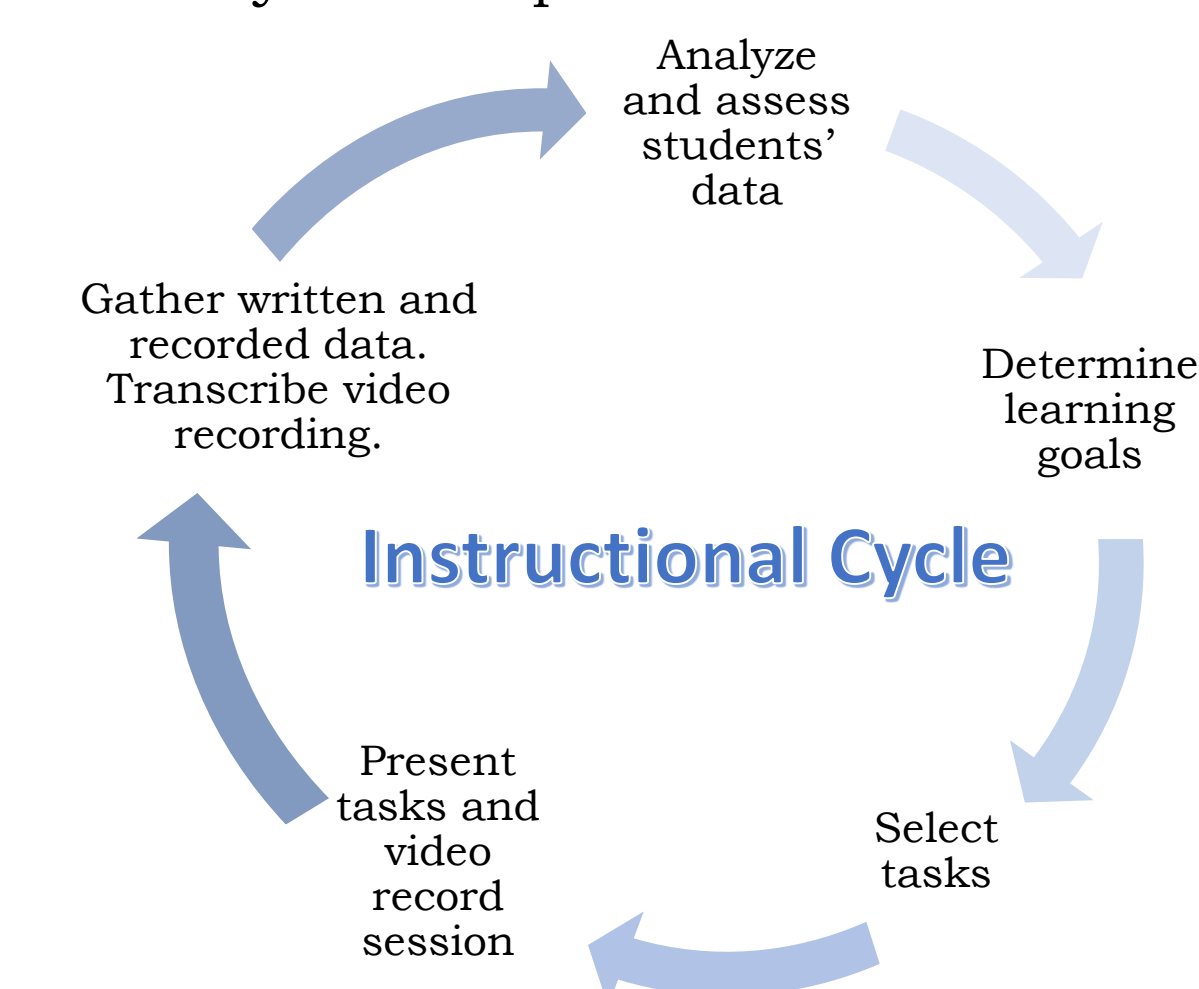 Analyze
and assess
students’
data
Determine
learning
goals
Select
tasks
Present
tasks and
video
record
session
Gather written and
recorded data.
Transcribe video
recording.
Instructional Cycle